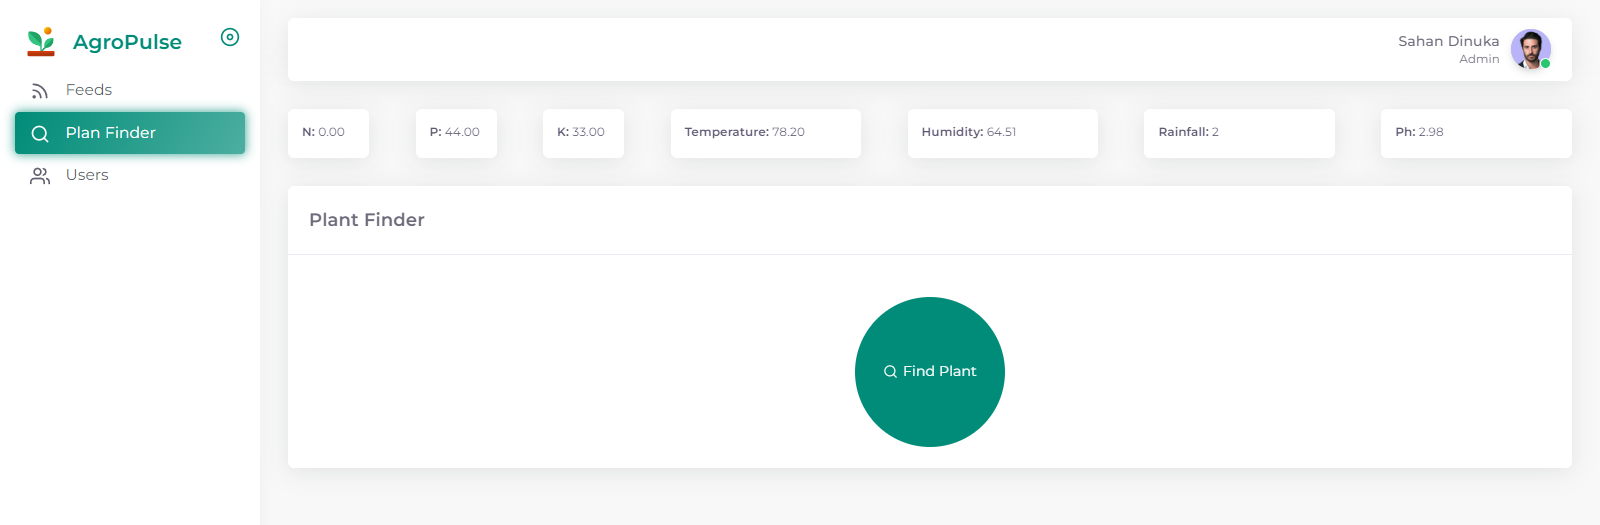 AgroPulse
Feeds
Plan Finder
Users
Sahan Dinuka
Admin
N: 0.00
P: 44.00
K: 33.00
Temperature: 78.20
Humidity: 64.51
Rainfall: 2
Ph: 2.98
Plant Finder
Find Plant